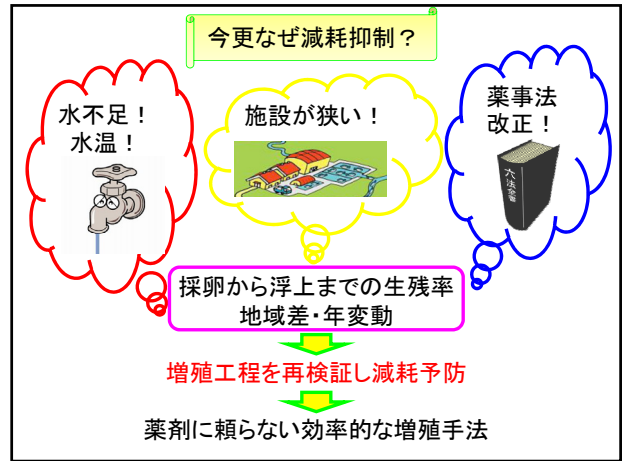 今更なぜ減耗抑制？
水不足！
水温！
施設が狭い！
薬事法
改正！
六法全書
採卵から浮上までの生残率
地域差・年変動
増殖工程を再検証し減耗予防
薬剤に頼らない効率的な増殖手法